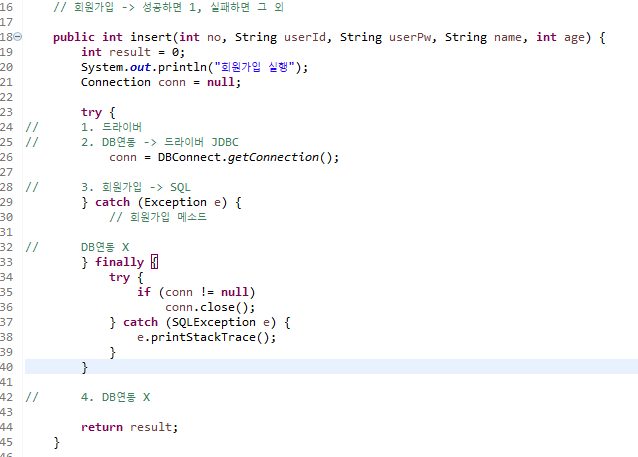 16 // 회원가입 -> 성공하면 1, 실패하면 그 외
17
18 public int insert(int no, String userId, String userPw, String name, int age) {
19 int result = 0;
20 System.out.println("회원가입 실행");
21 Connection conn = null;
22
23 try {
24 // 1. 드라이버
25 // 2. DB연동 -> 드라이버 JDBC
26 conn = DBConnect.getConnection();
27
28 // 3. 회원가입 -> SQL
29 } catch (Exception e) {
30 // 회원가입 메소드
31
32 // DB연동 X
33 } finally {
34 try {
35 if (conn != null)
36 conn.close();
37 } catch (SQLException e) {
38 e.printStackTrace();
39 }
40 }
41
42 // 4. DB연동 X
43
44 return result;
45 }